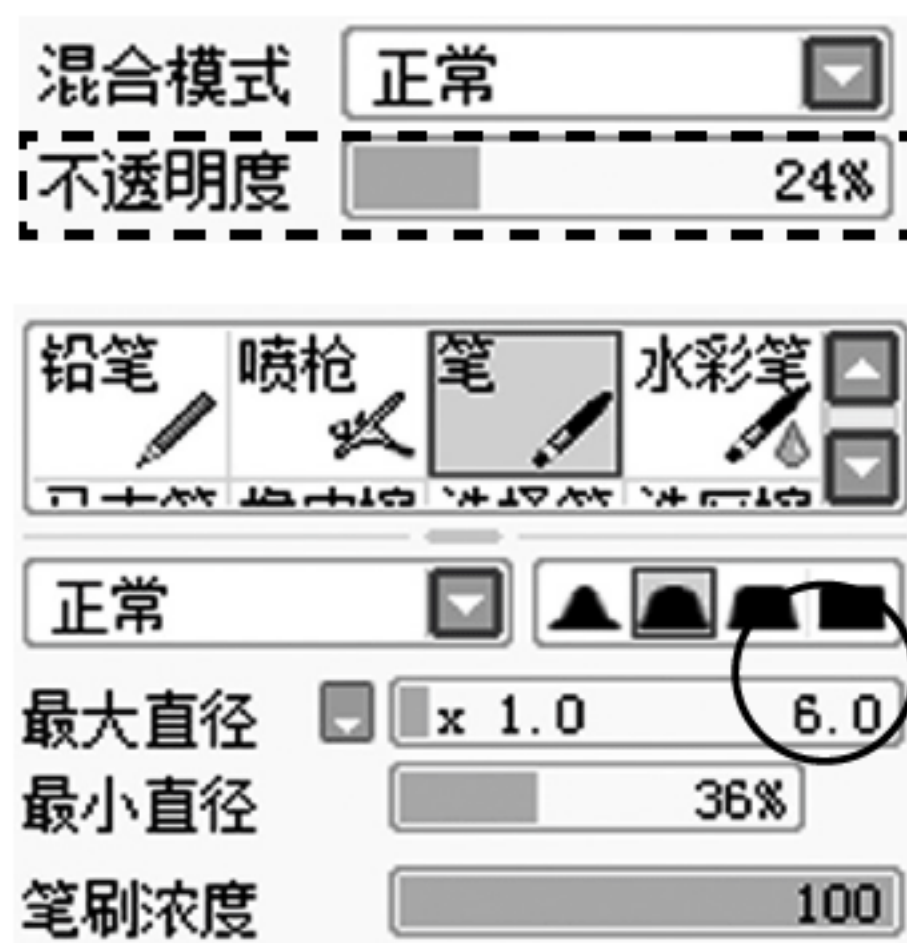 混合模式 正常
不透明度 24%
铅笔 喷枪 笔 水彩笔
正常
最大直径 x 1.0 6.0
最小直径 36%
笔刷浓度 100